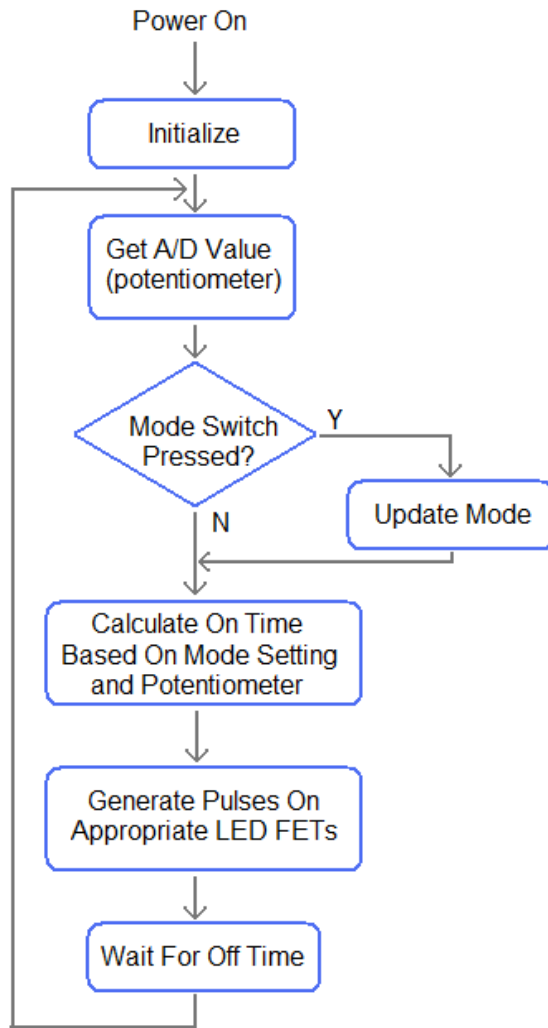 Power On
Initialize
Get A/D Value
(potentiometer)
Mode Switch
Pressed?
Y
N
Update Mode
Calculate On Time
Based On Mode Setting
and Potentiometer
Generate Pulses On
Appropriate LED FETs
Wait For Off Time